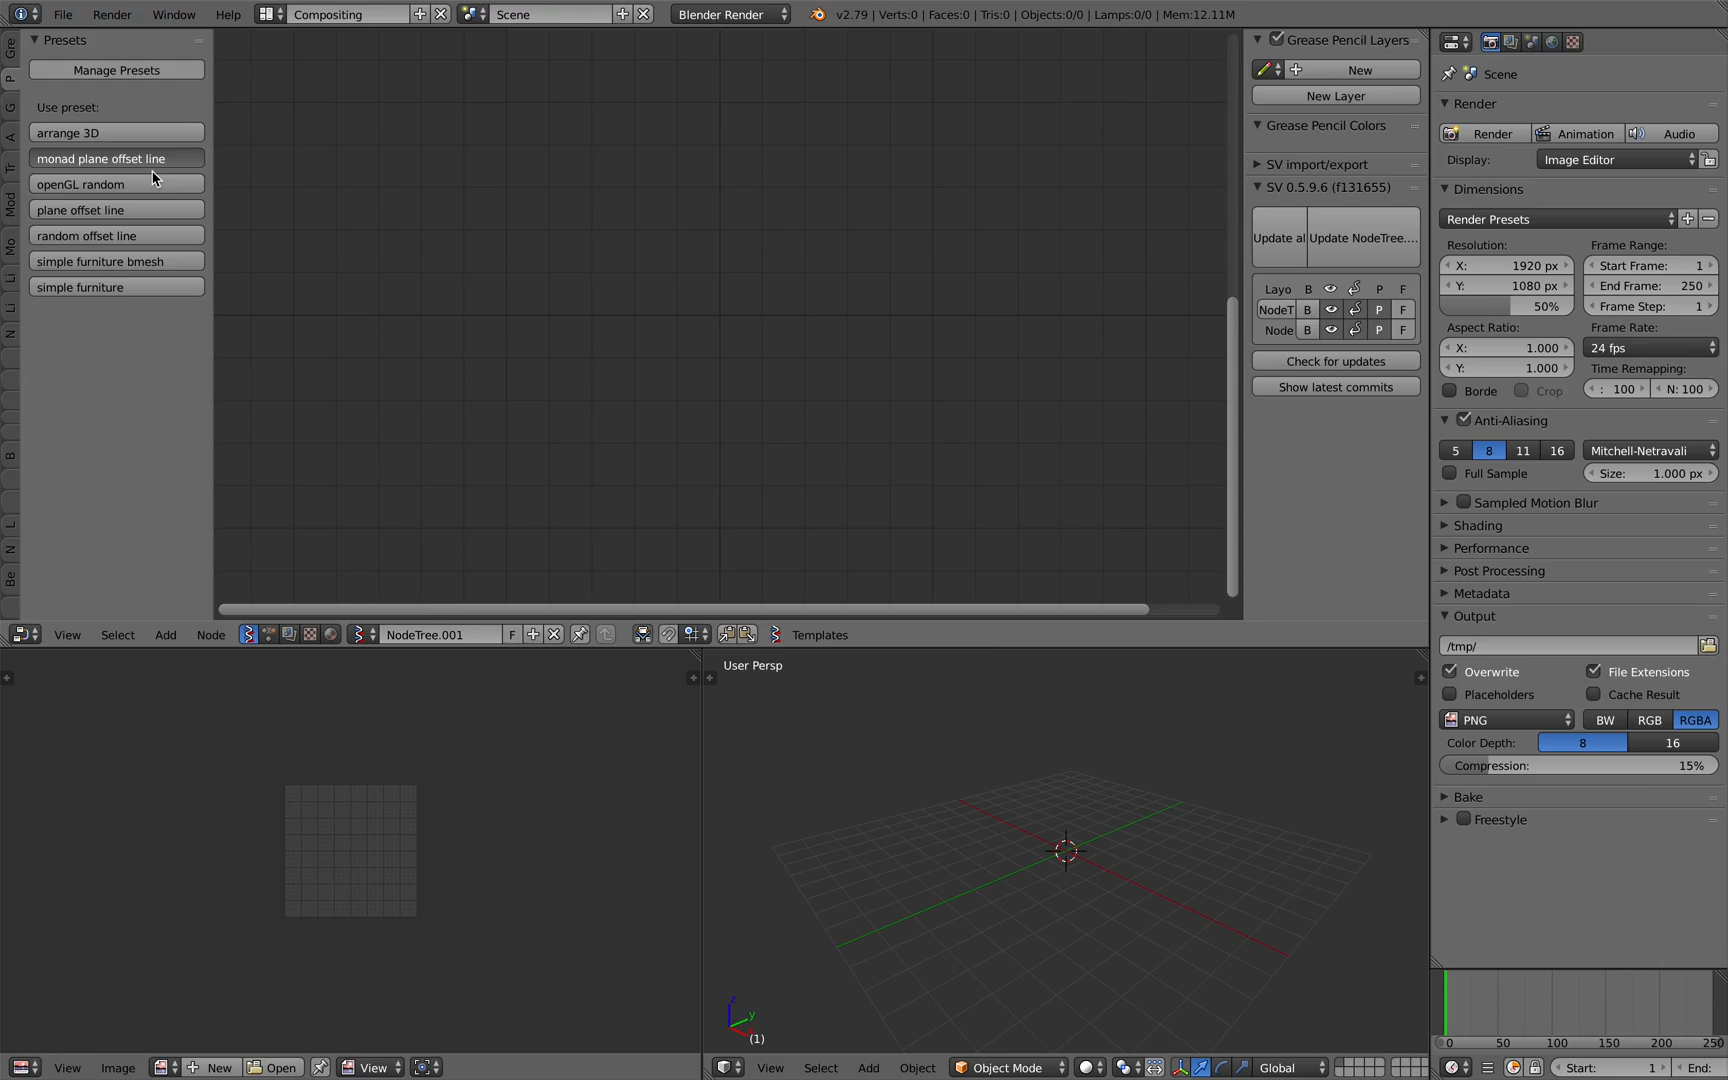 File Render Window Help Compositing Scene Blender Render v2.79 | Verts:0 | Faces:0 | Tris:0 | Objects:0/0 | Lamps:0/0 | Mem:12.11M
Gre
P
G
A
Tr
Mod
Mo
Li
Li
N
B
L
N
Be
Presets
Manage Presets
Use preset:
arrange 3D
monad plane offset line
openGL random
plane offset line
random offset line
simple furniture bmesh
simple furniture
Grease Pencil Layers
New
New Layer
Grease Pencil Colors
SV import/export
SV 0.5.9.6 (f131655)
Update al Update NodeTree....
Layo B P F
NodeT B P F
Node B P F
Check for updates
Show latest commits
View Select Add Node NodeTree.001 F Templates
User Persp
z
y
(1)
View Image New Open View
View Select Add Object Object Mode Global
Scene
Render
Render Animation Audio
Display: Image Editor
Dimensions
Render Presets
Resolution: Frame Range:
X: 1920 px Start Frame: 1
Y: 1080 px End Frame: 250
50% Frame Step: 1
Aspect Ratio: Frame Rate:
X: 1.000 24 fps
Y: 1.000 Time Remapping:
Borde Crop : 100 N: 100
Anti-Aliasing
5 8 11 16 Mitchell-Netravali
Full Sample Size: 1.000 px
Sampled Motion Blur
Shading
Performance
Post Processing
Metadata
Output
/tmp/
Overwrite File Extensions
Placeholders Cache Result
PNG BW RGB RGBA
Color Depth: 8 16
Compression: 15%
Bake
Freestyle
0 50 100 150 200 250
Start: 1 End: